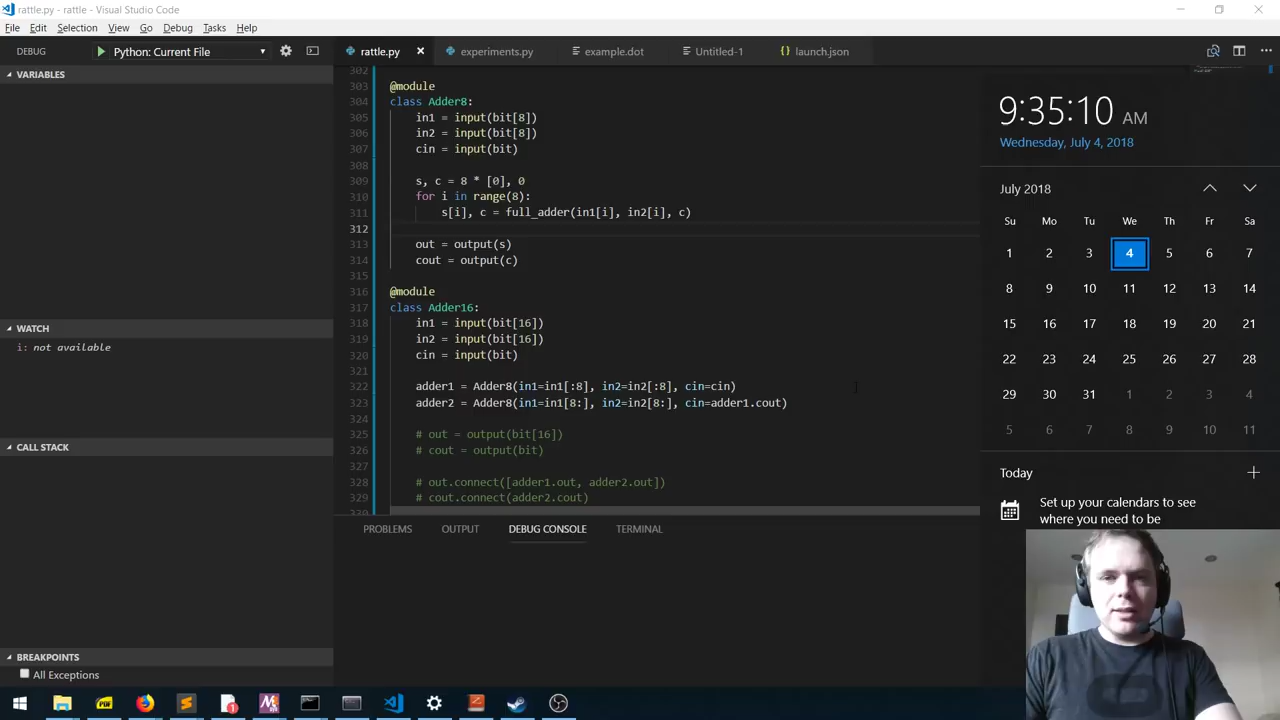 rattle.py - rattle - Visual Studio Code
File Edit Selection View Go Debug Tasks Help
DEBUG Python: Current File rattle.py × experiments.py example.dot Untitled-1 {} launch.json
VARIABLES
WATCH
i: not available
CALL STACK
BREAKPOINTS
All Exceptions
302
303 @module
304 class Adder8:
305 in1 = input(bit[8])
306 in2 = input(bit[8])
307 cin = input(bit)
308
309 s, c = 8 * [0], 0
310 for i in range(8):
311 s[i], c = full_adder(in1[i], in2[i], c)
312
313 out = output(s)
314 cout = output(c)
315
316 @module
317 class Adder16:
318 in1 = input(bit[16])
319 in2 = input(bit[16])
320 cin = input(bit)
321
322 adder1 = Adder8(in1=in1[:8], in2=in2[:8], cin=cin)
323 adder2 = Adder8(in1=in1[8:], in2=in2[8:], cin=adder1.cout)
324
325 # out = output(bit[16])
326 # cout = output(bit)
327
328 # out.connect([adder1.out, adder2.out])
329 # cout.connect(adder2.cout)
330
PROBLEMS OUTPUT DEBUG CONSOLE TERMINAL
9:35:10 AM
Wednesday, July 4, 2018
July 2018
Su Mo Tu We Th Fr Sa
1 2 3 4 5 6 7
8 9 10 11 12 13 14
15 16 17 18 19 20 21
22 23 24 25 26 27 28
29 30 31 1 2 3 4
5 6 7 8 9 10 11
Today
Set up your calendars to see
where you need to be